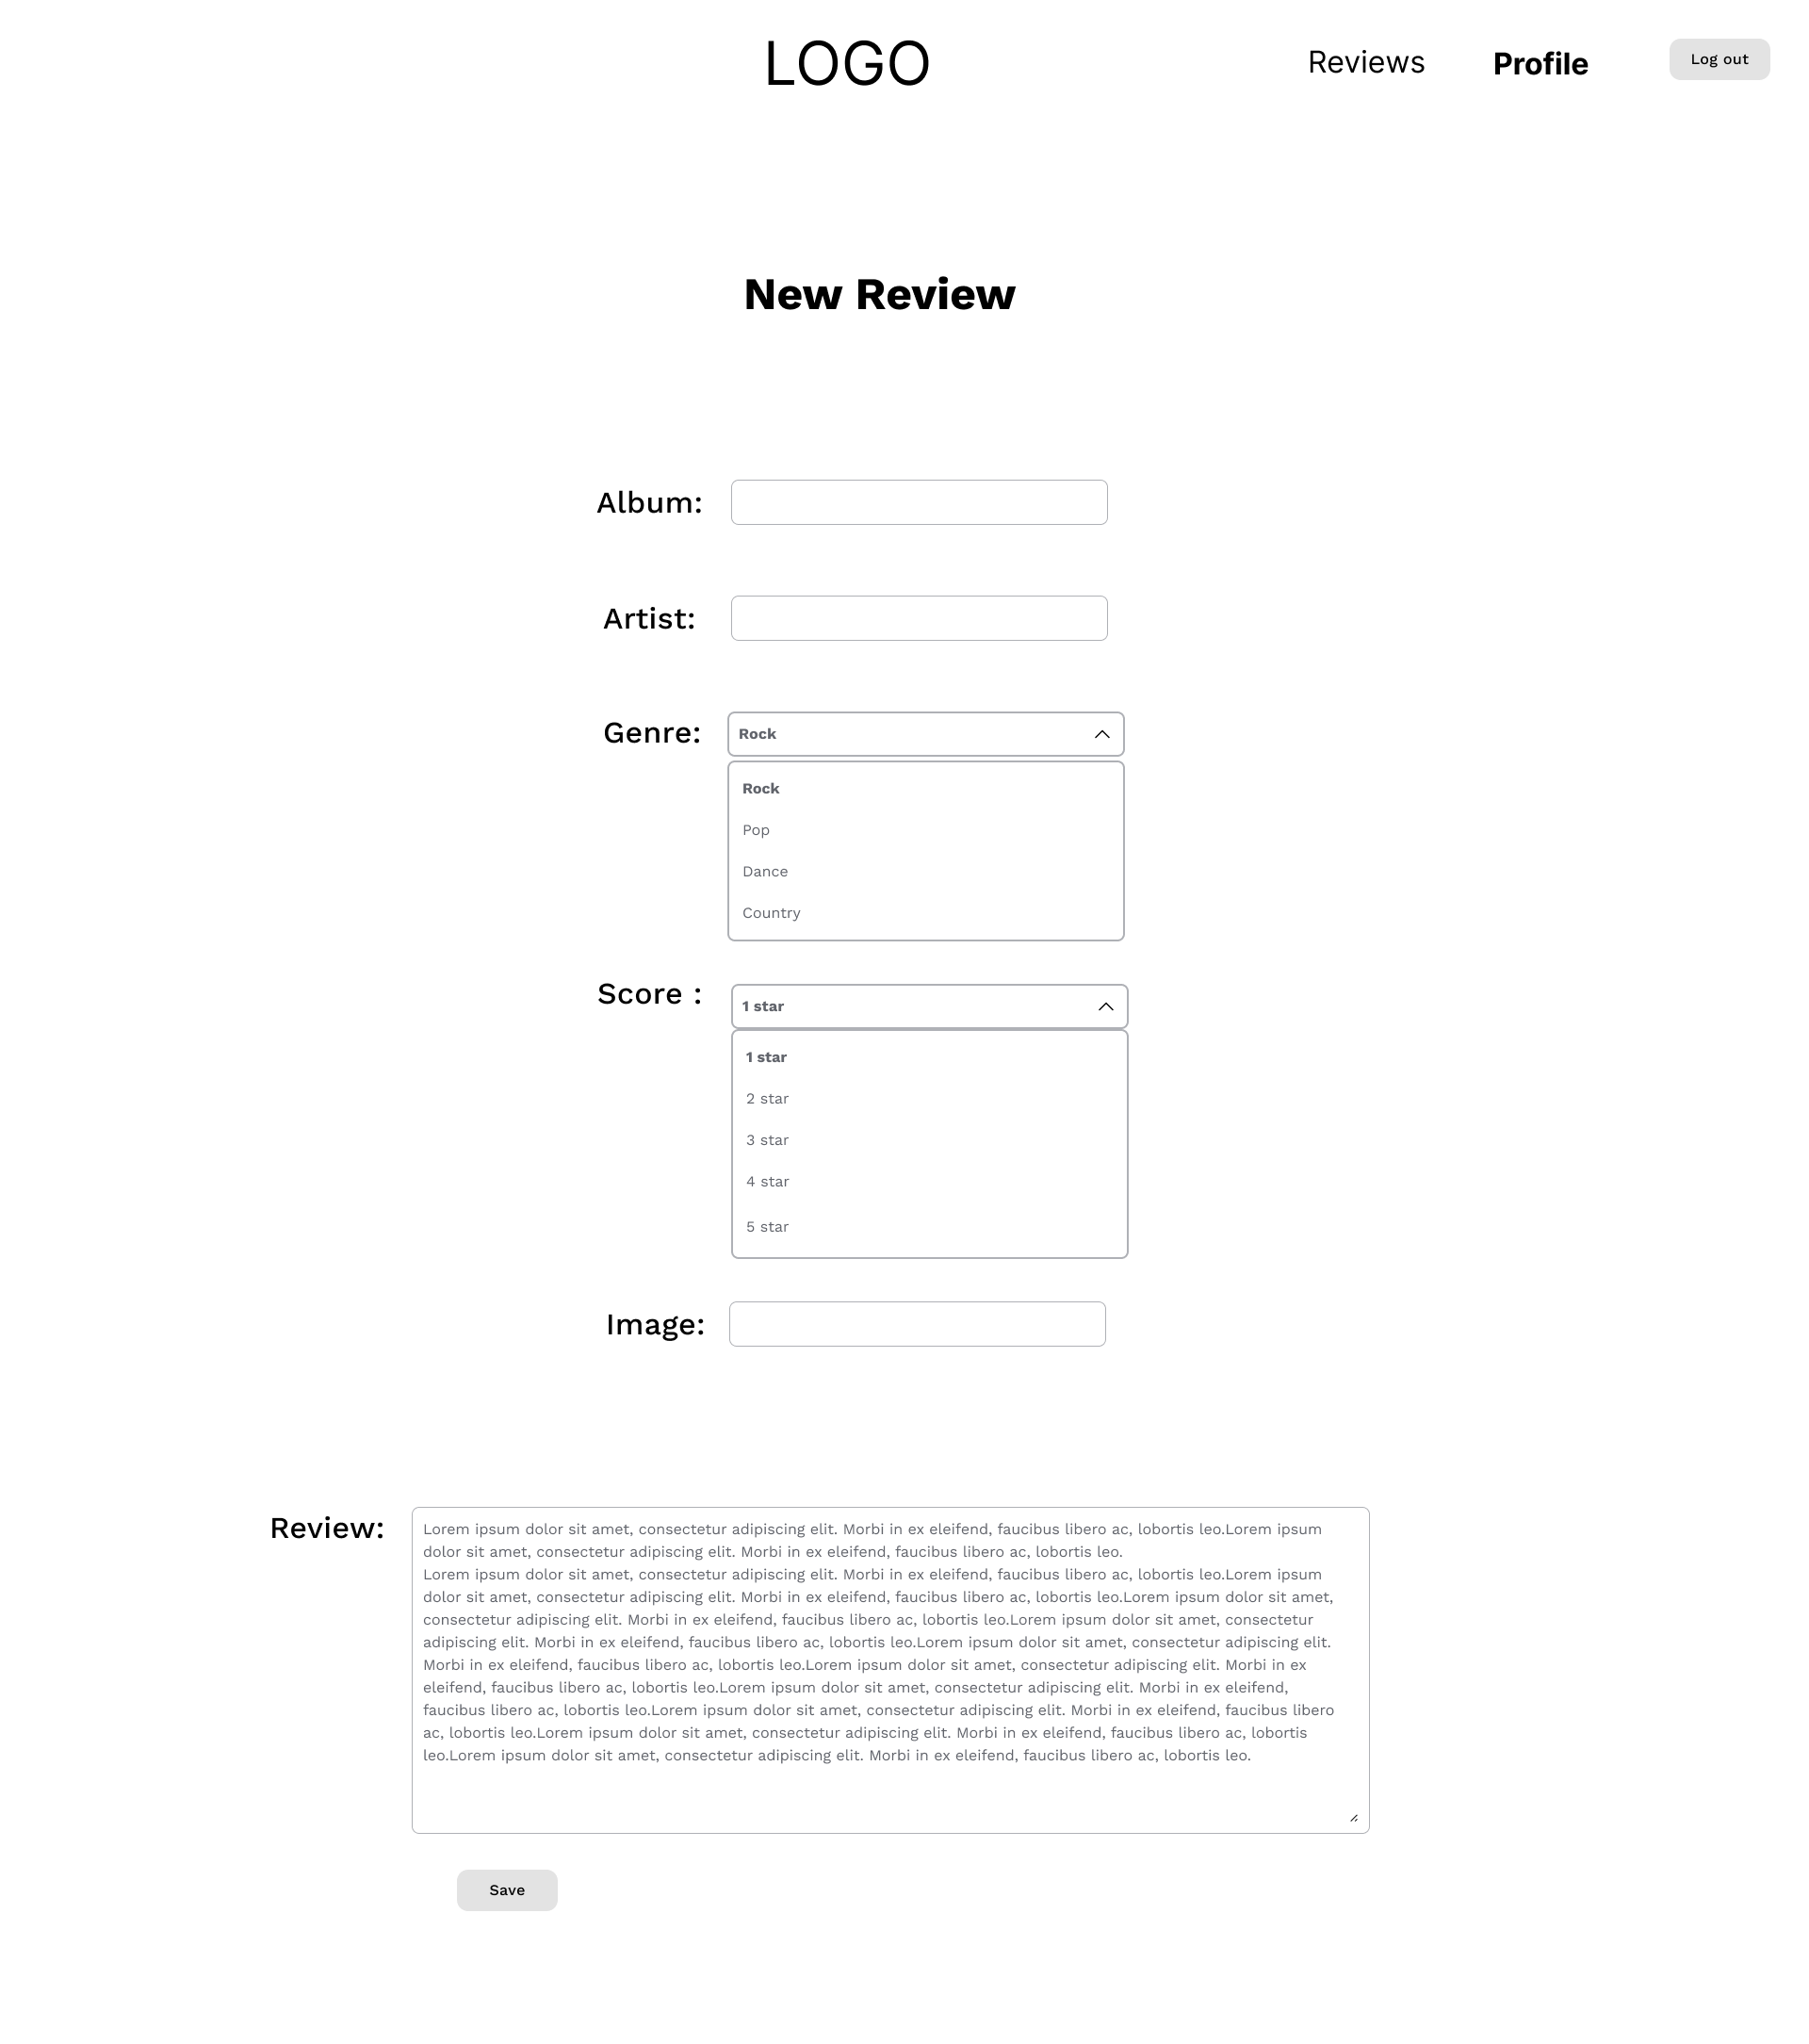 LOGO
Reviews
Profile
Log out
New Review
Album:
Artist:
Genre:
Rock
Rock
Pop
Dance
Country
Score :
1 star
1 star
2 star
3 star
4 star
5 star
Image:
Review:
Lorem ipsum dolor sit amet, consectetur adipiscing elit. Morbi in ex eleifend, faucibus libero ac, lobortis leo.Lorem ipsum
dolor sit amet, consectetur adipiscing elit. Morbi in ex eleifend, faucibus libero ac, lobortis leo.
Lorem ipsum dolor sit amet, consectetur adipiscing elit. Morbi in ex eleifend, faucibus libero ac, lobortis leo.Lorem ipsum
dolor sit amet, consectetur adipiscing elit. Morbi in ex eleifend, faucibus libero ac, lobortis leo.Lorem ipsum dolor sit amet,
consectetur adipiscing elit. Morbi in ex eleifend, faucibus libero ac, lobortis leo.Lorem ipsum dolor sit amet, consectetur
adipiscing elit. Morbi in ex eleifend, faucibus libero ac, lobortis leo.Lorem ipsum dolor sit amet, consectetur adipiscing elit.
Morbi in ex eleifend, faucibus libero ac, lobortis leo.Lorem ipsum dolor sit amet, consectetur adipiscing elit. Morbi in ex
eleifend, faucibus libero ac, lobortis leo.Lorem ipsum dolor sit amet, consectetur adipiscing elit. Morbi in ex eleifend,
faucibus libero ac, lobortis leo.Lorem ipsum dolor sit amet, consectetur adipiscing elit. Morbi in ex eleifend, faucibus libero
ac, lobortis leo.Lorem ipsum dolor sit amet, consectetur adipiscing elit. Morbi in ex eleifend, faucibus libero ac, lobortis
leo.Lorem ipsum dolor sit amet, consectetur adipiscing elit. Morbi in ex eleifend, faucibus libero ac, lobortis leo.
Save